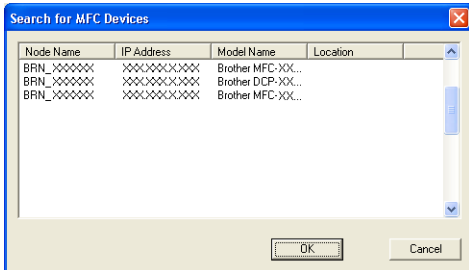 Search for MFC Devices
Node Name IP Address Model Name Location
BRN_XXXXXX XXX.XXX.X.XXX Brother MFC-XX...
BRN_XXXXXX XXX.XXX.X.XXX Brother DCP-XX...
BRN_XXXXXX XXX.XXX.X.XXX Brother MFC-XX...
OK Cancel